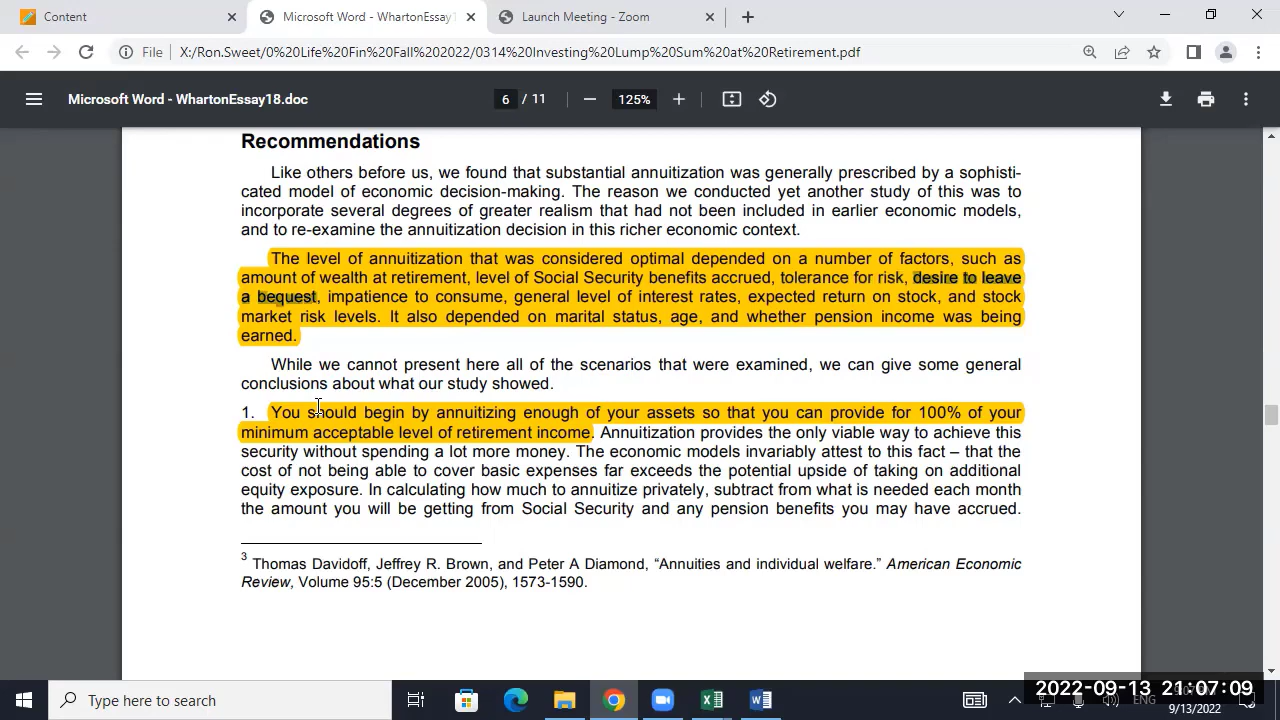 Content
Microsoft Word - WhartonEssay1
Launch Meeting - Zoom
File
X:/Ron.Sweet/0%20Life%20Fin%20Fall%202022/0314%20Investing%20Lump%20Sum%20at%20Retirement.pdf
Microsoft Word - WhartonEssay18.doc
6 / 11
125%
Recommendations
Like others before us, we found that substantial annuitization was generally prescribed by a sophisti-
cated model of economic decision-making. The reason we conducted yet another study of this was to
incorporate several degrees of greater realism that had not been included in earlier economic models,
and to re-examine the annuitization decision in this richer economic context.
The level of annuitization that was considered optimal depended on a number of factors, such as
amount of wealth at retirement, level of Social Security benefits accrued, tolerance for risk, desire to leave
a bequest, impatience to consume, general level of interest rates, expected return on stock, and stock
market risk levels. It also depended on marital status, age, and whether pension income was being
earned.
While we cannot present here all of the scenarios that were examined, we can give some general
conclusions about what our study showed.
1. You should begin by annuitizing enough of your assets so that you can provide for 100% of your
minimum acceptable level of retirement income. Annuitization provides the only viable way to achieve this
security without spending a lot more money. The economic models invariably attest to this fact – that the
cost of not being able to cover basic expenses far exceeds the potential upside of taking on additional
equity exposure. In calculating how much to annuitize privately, subtract from what is needed each month
the amount you will be getting from Social Security and any pension benefits you may have accrued.
3 Thomas Davidoff, Jeffrey R. Brown, and Peter A Diamond, “Annuities and individual welfare.” American Economic
Review, Volume 95:5 (December 2005), 1573-1590.
Type here to search
2022-09-13 21:07:09
ENG
9/13/2022